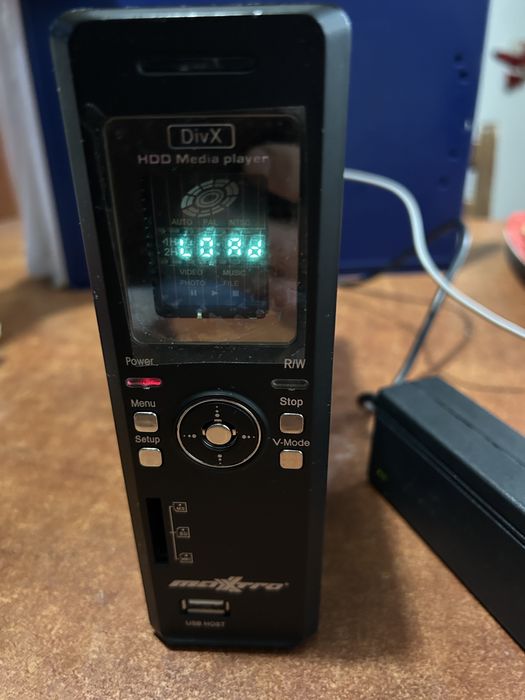 DivX
HDD Media player
AUTO PAL NTSC
LOAd
VIDEO MUSIC
PHOTO FILE
Power R/W
Menu Stop
Setup V-Mode
maxtro®
USB HOST